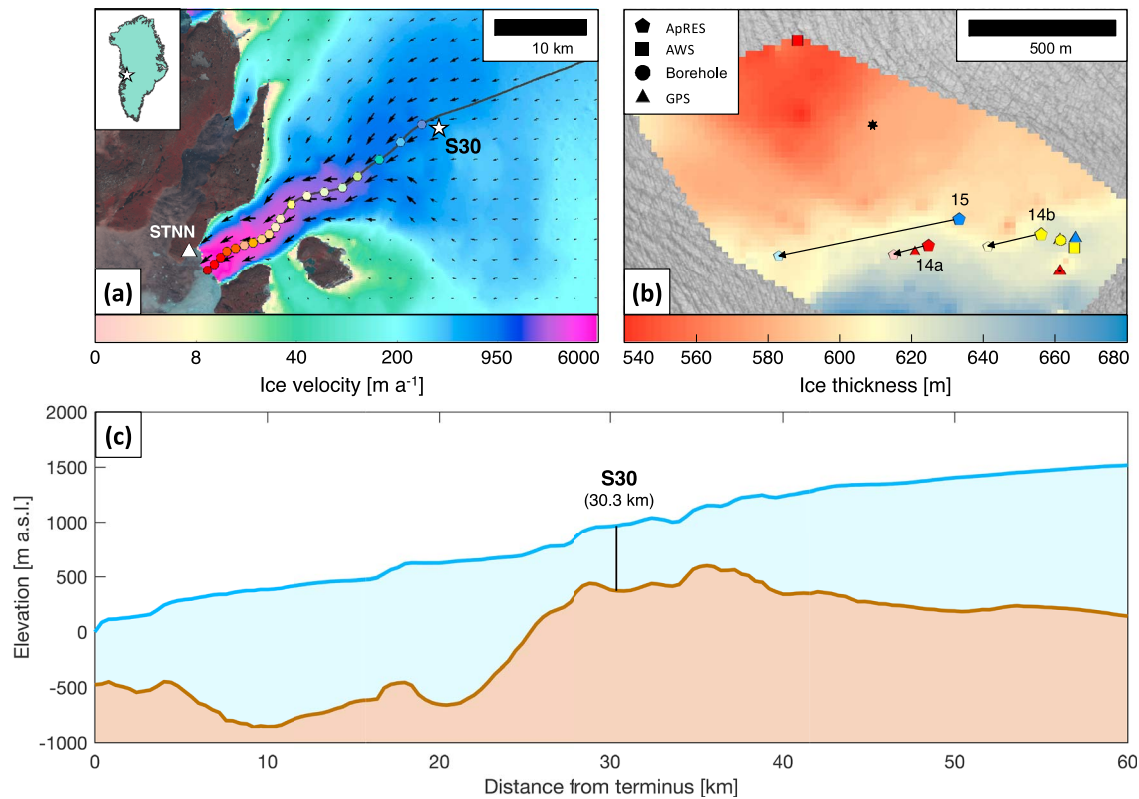 10 km
S30
STNN
(a)
0 8 40 200 950 6000
Ice velocity [m a⁻¹]
ApRES
AWS
Borehole
GPS
500 m
15
14b
14a
(b)
540 560 580 600 620 640 660 680
Ice thickness [m]
(c)
2000
1500
1000
500
0
-500
-1000
Elevation [m a.s.l.]
S30
(30.3 km)
0 10 20 30 40 50 60
Distance from terminus [km]